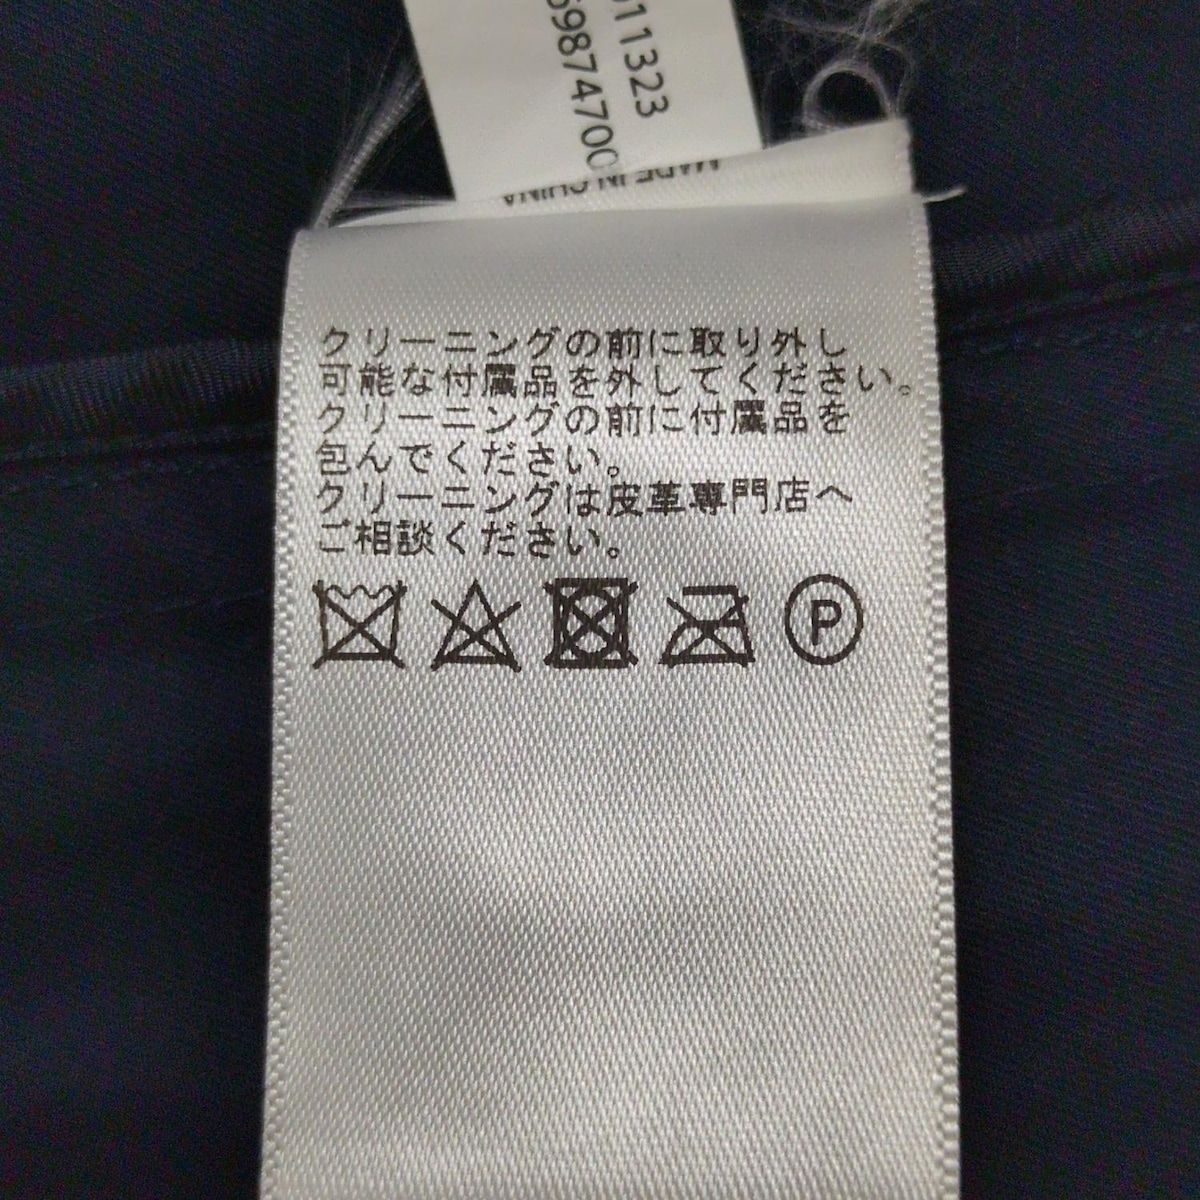 11323
6987470
MADE IN CHINA
クリーニングの前に取り外し
可能な付属品を外してください。
クリーニングの前に付属品を
包んでください。
クリーニングは皮革専門店へ
ご相談ください。
P